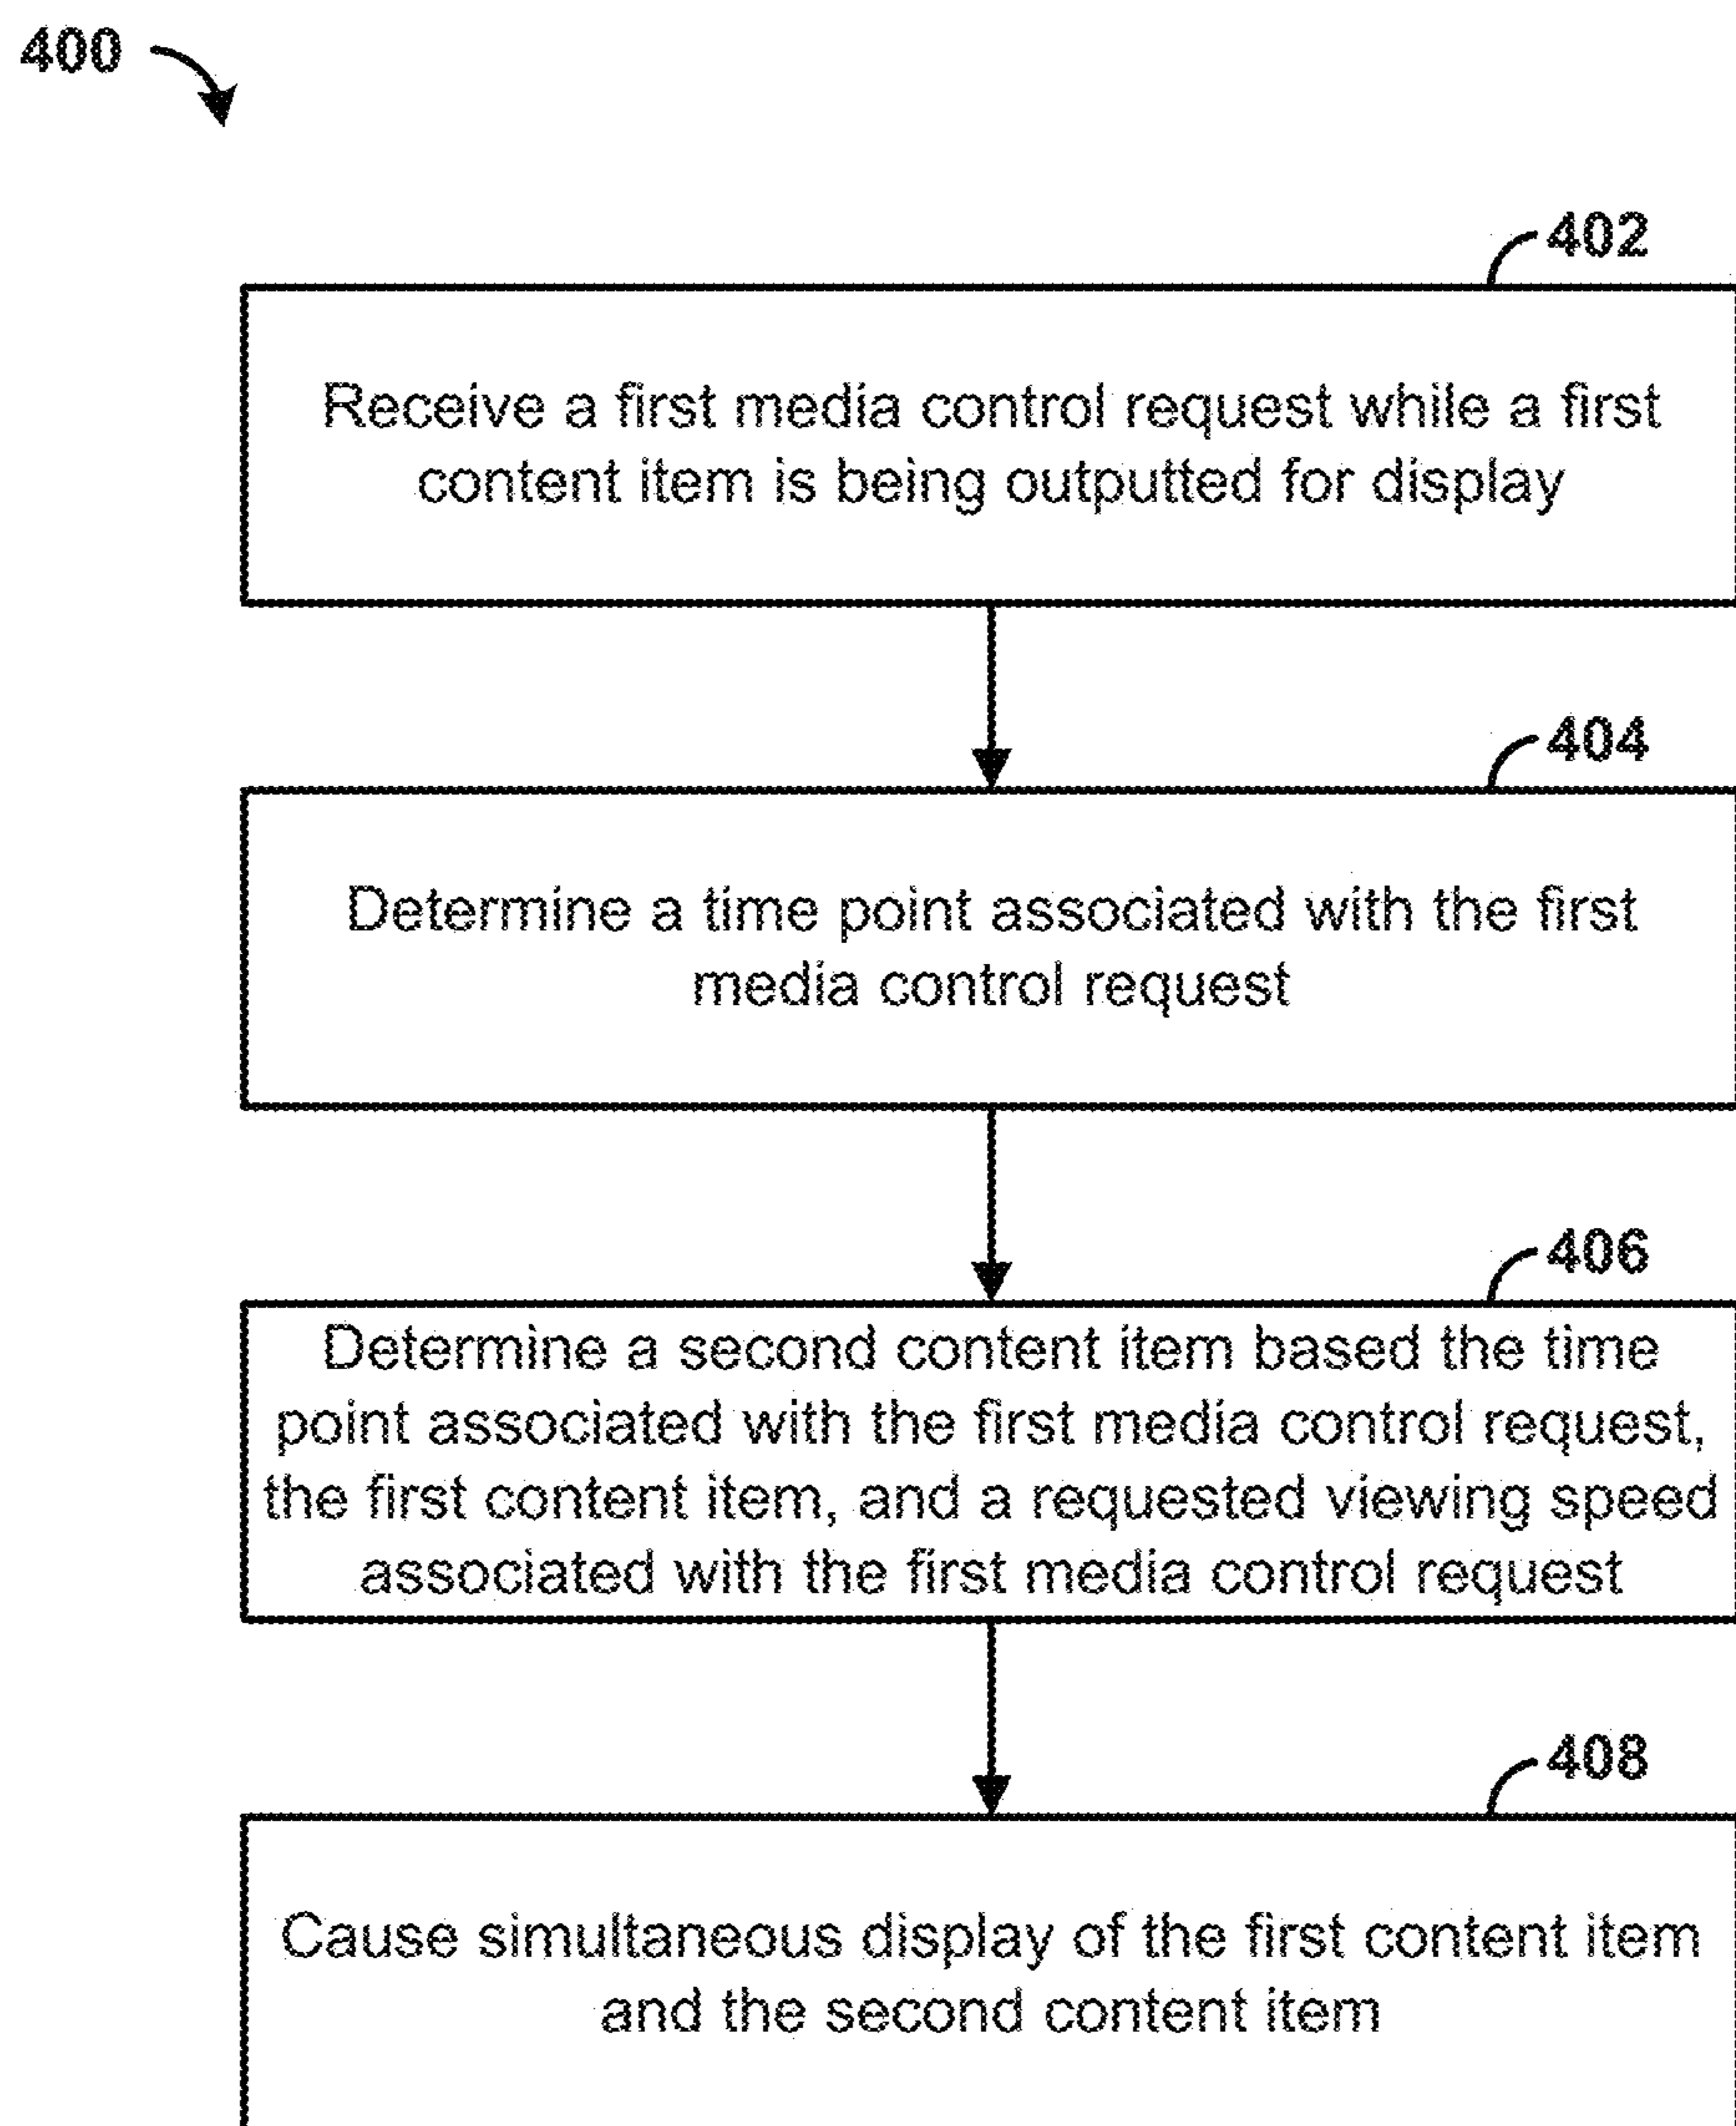 400
402
Receive a first media control request while a first
content item is being outputted for display
404
Determine a time point associated with the first
media control request
406
Determine a second content item based the time
point associated with the first media control request,
the first content item, and a requested viewing speed
associated with the first media control request
408
Cause simultaneous display of the first content item
and the second content item